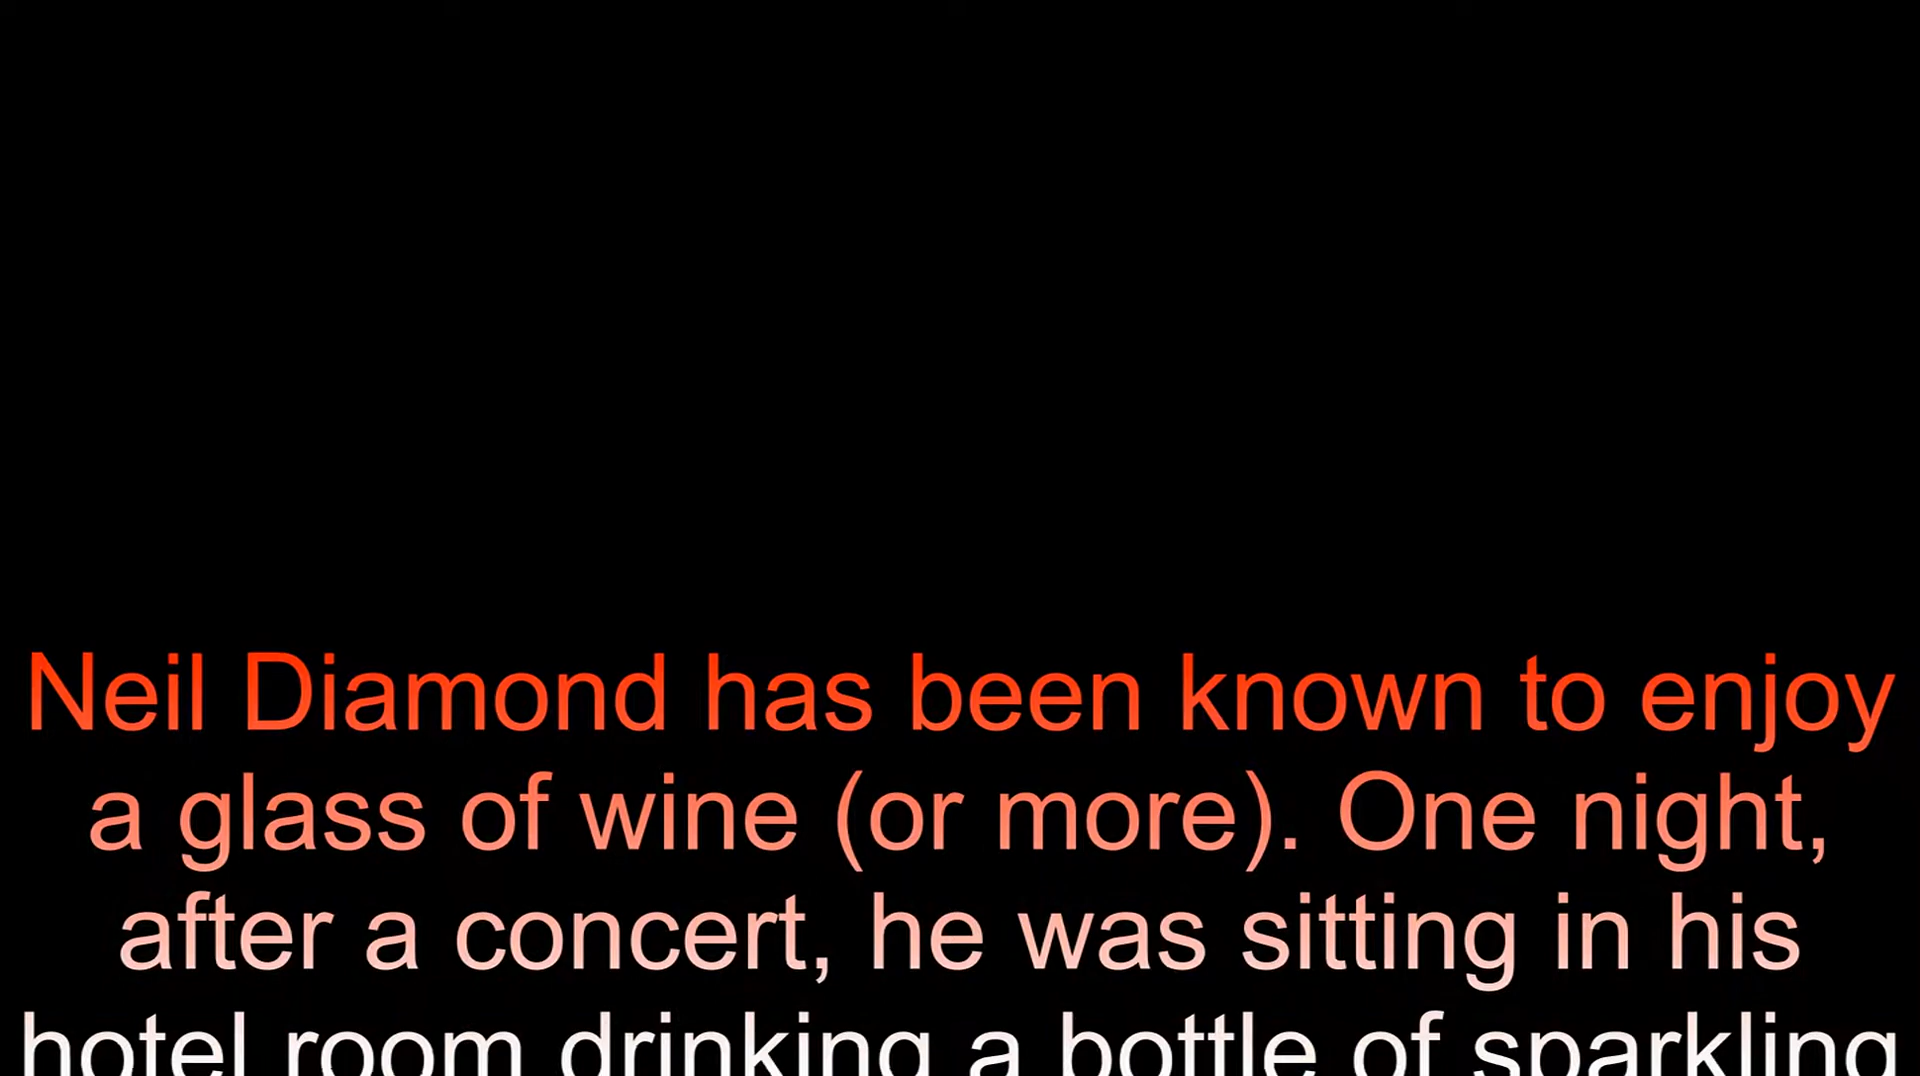 Neil Diamond has been known to enjoy
a glass of wine (or more). One night,
after a concert, he was sitting in his
hotel room drinking a bottle of sparkling